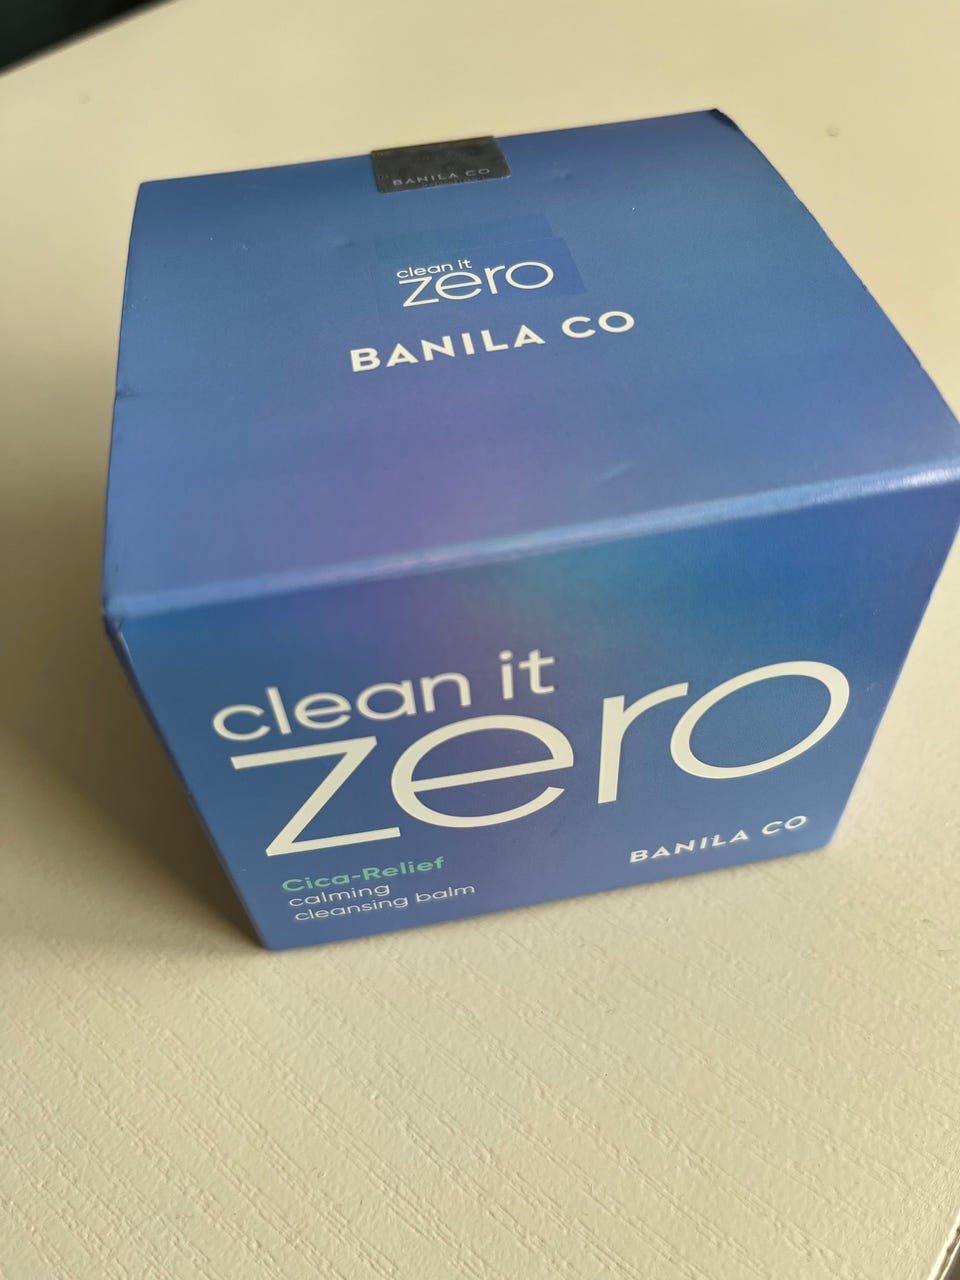 BANILA CO
clean it
zero
BANILA CO
clean it
zero
BANILA CO
Cica-Relief
calming
cleansing balm